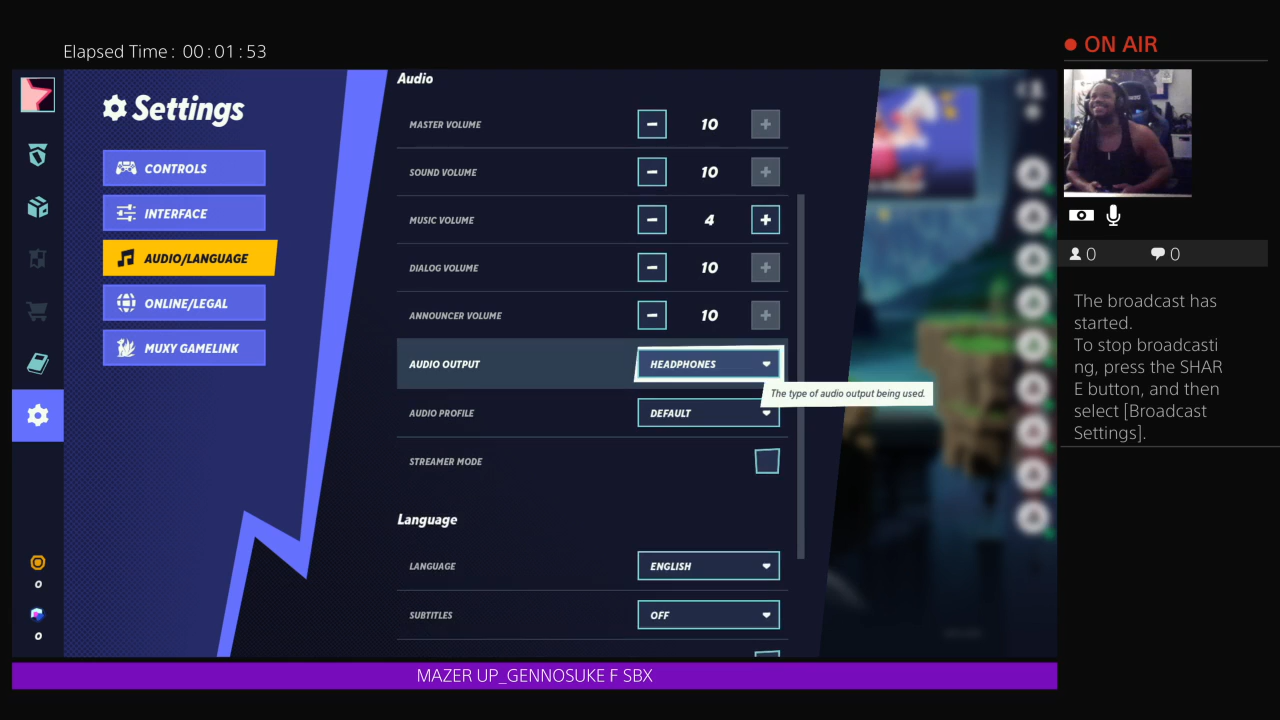 Elapsed Time : 00:01:53
ON AIR
Settings
CONTROLS
INTERFACE
AUDIO/LANGUAGE
ONLINE/LEGAL
MUXY GAMELINK
0
0
Audio
MASTER VOLUME - 10 +
SOUND VOLUME - 10 +
MUSIC VOLUME - 4 +
DIALOG VOLUME - 10 +
ANNOUNCER VOLUME - 10 +
AUDIO OUTPUT HEADPHONES
The type of audio output being used.
AUDIO PROFILE DEFAULT
STREAMER MODE
Language
LANGUAGE ENGLISH
SUBTITLES OFF
0 0
The broadcast has
started.
To stop broadcasti
ng, press the SHAR
E button, and then
select [Broadcast
Settings].
MAZER UP_GENNOSUKE F SBX